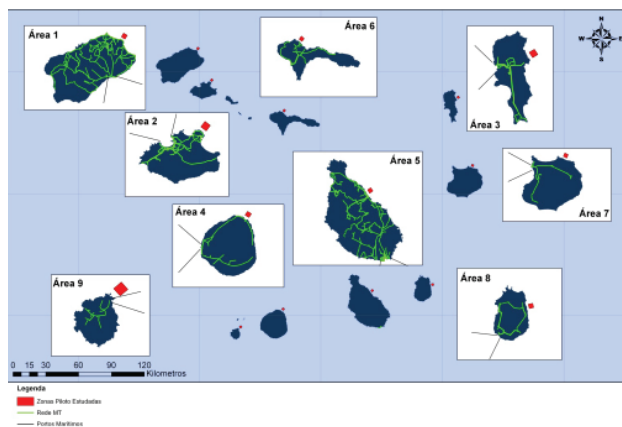 Área 1
Área 6
N
W
E
S
Área 3
Área 2
Área 5
Área 7
Área 4
Área 9
Área 8
0 15 30 60 90 120
Kilometros
Legenda
Zonas Piloto Estudadas
Rede MT
Portos Marítimos